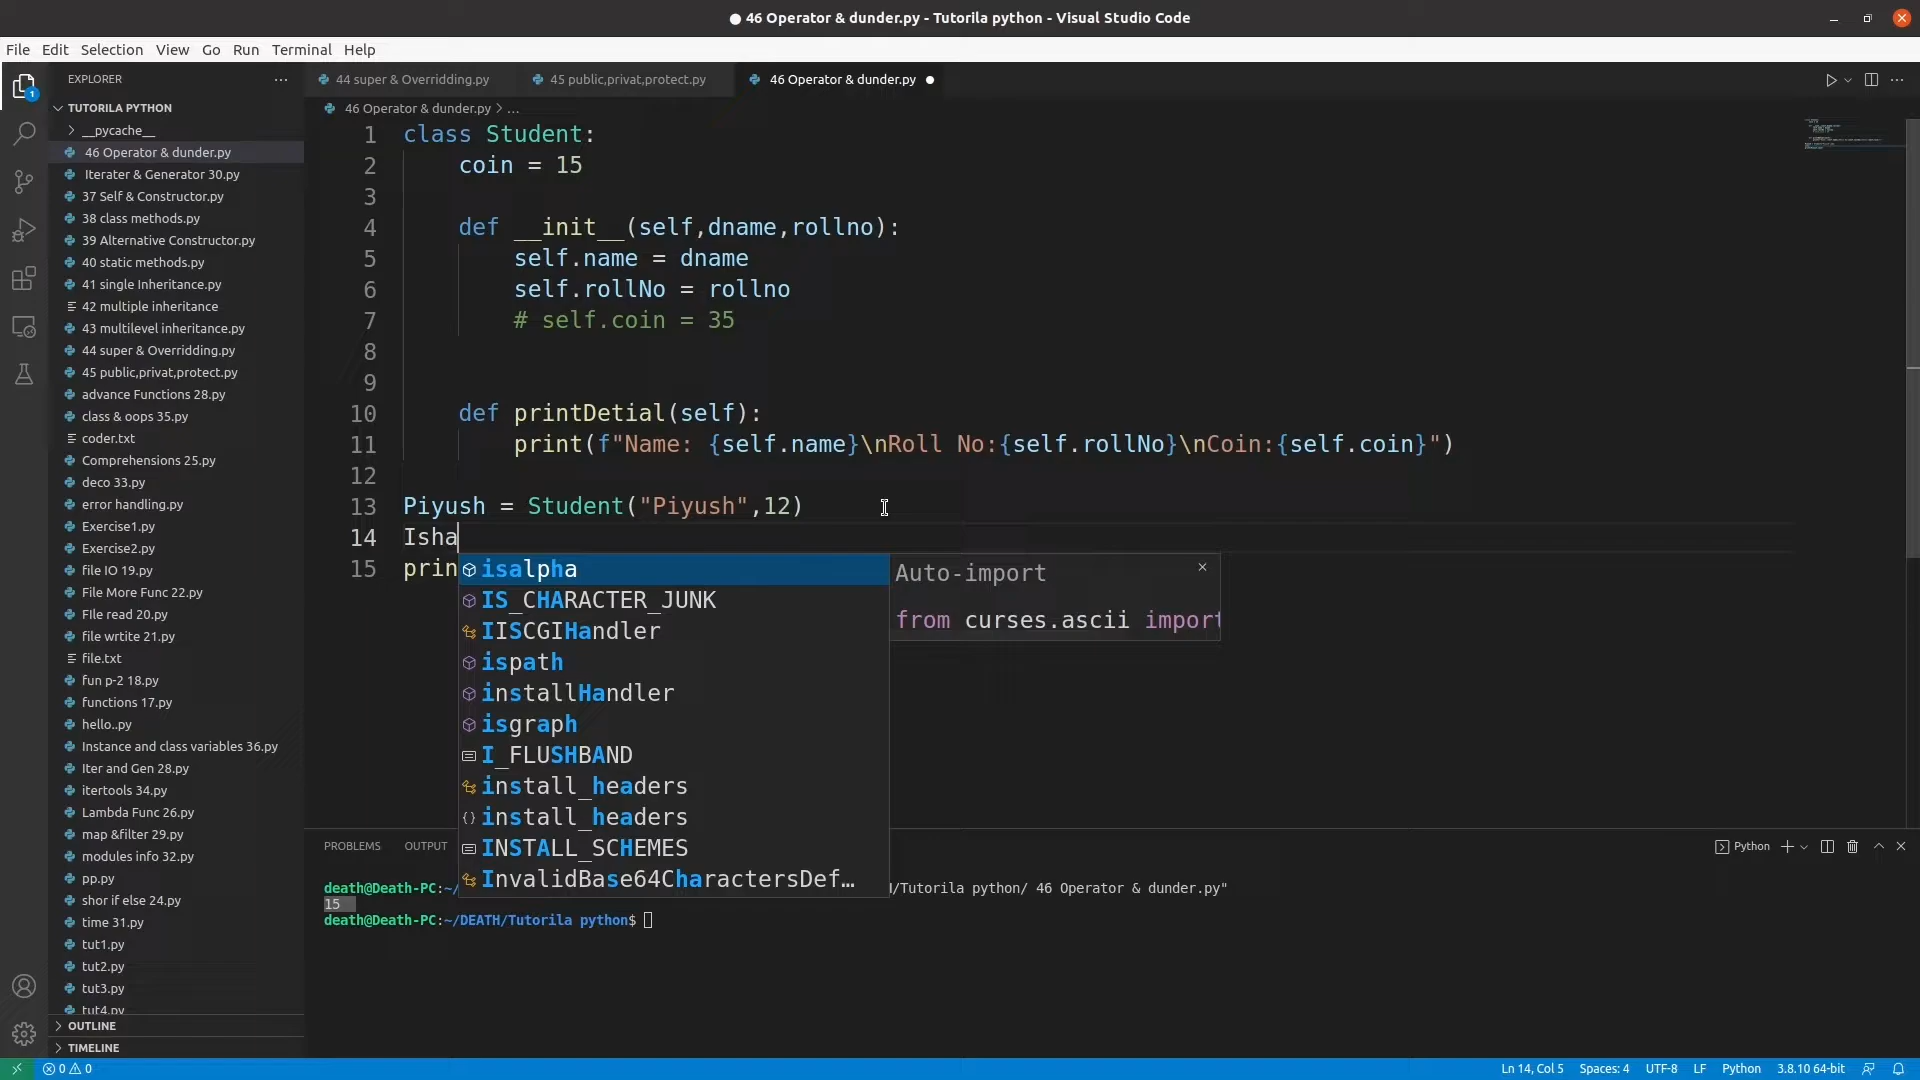 46 Operator & dunder.py - Tutorila python - Visual Studio Code
File Edit Selection View Go Run Terminal Help
EXPLORER
44 super & Overridding.py
45 public,privat,protect.py
46 Operator & dunder.py
1
TUTORILA PYTHON
__pycache__
46 Operator & dunder.py
Iterater & Generator 30.py
37 Self & Constructor.py
38 class methods.py
39 Alternative Constructor.py
40 static methods.py
41 single Inheritance.py
42 multiple inheritance
43 multilevel inheritance.py
44 super & Overridding.py
45 public,privat,protect.py
advance Functions 28.py
class & oops 35.py
coder.txt
Comprehensions 25.py
deco 33.py
error handling.py
Exercise1.py
Exercise2.py
file IO 19.py
File More Func 22.py
FIle read 20.py
file wrtite 21.py
file.txt
fun p-2 18.py
functions 17.py
hello..py
Instance and class variables 36.py
Iter and Gen 28.py
itertools 34.py
Lambda Func 26.py
map &filter 29.py
modules info 32.py
pp.py
shor if else 24.py
time 31.py
tut1.py
tut2.py
tut3.py
tut4.py
OUTLINE
TIMELINE
46 Operator & dunder.py > ...
1 class Student:
2 coin = 15
3
4 def __init__(self,dname,rollno):
5 self.name = dname
6 self.rollNo = rollno
7 # self.coin = 35
8
9
10 def printDetial(self):
11 print(f"Name: {self.name}\nRoll No:{self.rollNo}\nCoin:{self.coin}")
12
13 Piyush = Student("Piyush",12)
14 Isha
15 prin
isalpha
IS_CHARACTER_JUNK
IISCGIHandler
ispath
installHandler
isgraph
I_FLUSHBAND
install_headers
install_headers
INSTALL_SCHEMES
InvalidBase64CharactersDef…
Auto-import
from curses.ascii import
PROBLEMS OUTPUT
Python
death@Death-PC:~/ /Tutorila python/ 46 Operator & dunder.py"
15
death@Death-PC:~/DEATH/Tutorila python$
0 0
Ln 14, Col 5 Spaces: 4 UTF-8 LF Python 3.8.10 64-bit